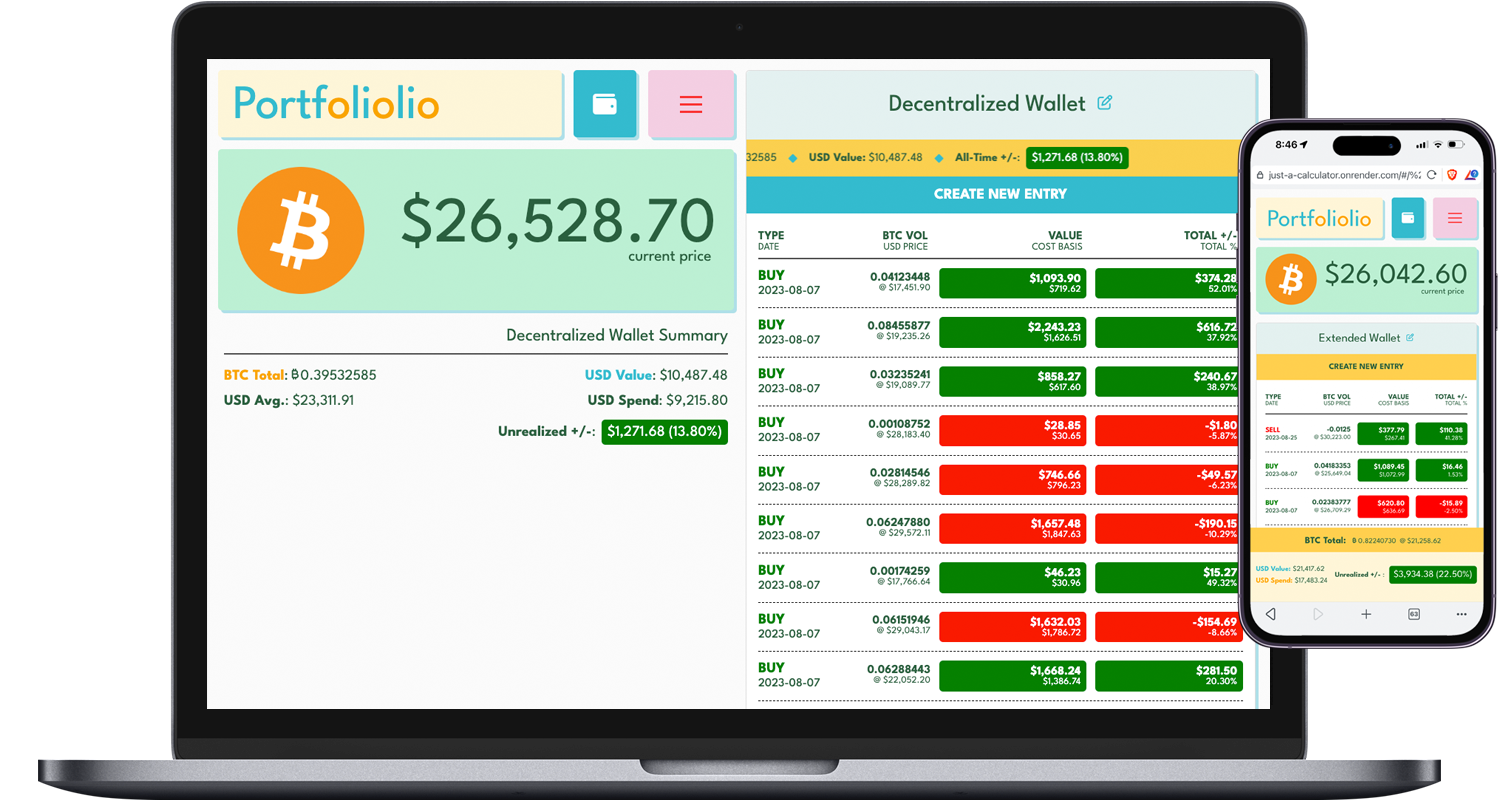 Portfoliolio
$26,528.70
current price
Decentralized Wallet Summary
BTC Total: ₿0.39532585
USD Value: $10,487.48
USD Avg.: $23,311.91
USD Spend: $9,215.80
Unrealized +/-: $1,271.68 (13.80%)
Decentralized Wallet
32585 ◆ USD Value: $10,487.48 ◆ All-Time +/-: $1,271.68 (13.80%)
CREATE NEW ENTRY
TYPE BTC VOL VALUE TOTAL +/-
DATE USD PRICE COST BASIS TOTAL %
BUY 0.04123448 $1,093.90 $374.28
2023-08-07 @ $17,451.90 $719.62 52.01%
BUY 0.08455877 $2,243.23 $616.72
2023-08-07 @ $19,235.26 $1,626.51 37.92%
BUY 0.03235241 $858.27 $240.67
2023-08-07 @ $19,089.77 $617.60 38.97%
BUY 0.00108752 $28.85 -$1.80
2023-08-07 @ $28,183.40 $30.65 -5.87%
BUY 0.02814546 $746.66 -$49.57
2023-08-07 @ $28,289.82 $796.23 -6.23%
BUY 0.06247880 $1,657.48 -$190.15
2023-08-07 @ $29,572.11 $1,847.63 -10.29%
BUY 0.00174259 $46.23 $15.27
2023-08-07 @ $17,766.64 $30.96 49.32%
BUY 0.06151946 $1,632.03 -$154.69
2023-08-07 @ $29,043.17 $1,786.72 -8.66%
BUY 0.06288443 $1,668.24 $281.50
2023-08-07 @ $22,052.20 $1,386.74 20.30%
8:46
just-a-calculator.onrender.com/#/%2
Portfoliolio
$26,042.60
current price
Extended Wallet
CREATE NEW ENTRY
TYPE BTC VOL VALUE TOTAL +/-
DATE USD PRICE COST BASIS TOTAL %
SELL -0.0125 $377.79 $110.38
2023-08-25 @ $30,223.00 $267.41 41.28%
BUY 0.04183353 $1,089.45 $16.46
2023-08-07 @ $25,649.04 $1,072.99 1.53%
BUY 0.02383777 $620.80 -$15.89
2023-08-07 @ $26,709.29 $636.69 -2.50%
BTC Total: ₿ 0.82240730 @ $21,258.62
USD Value: $21,417.62
USD Spend: $17,483.24
Unrealized +/- : $3,934.38 (22.50%)
63